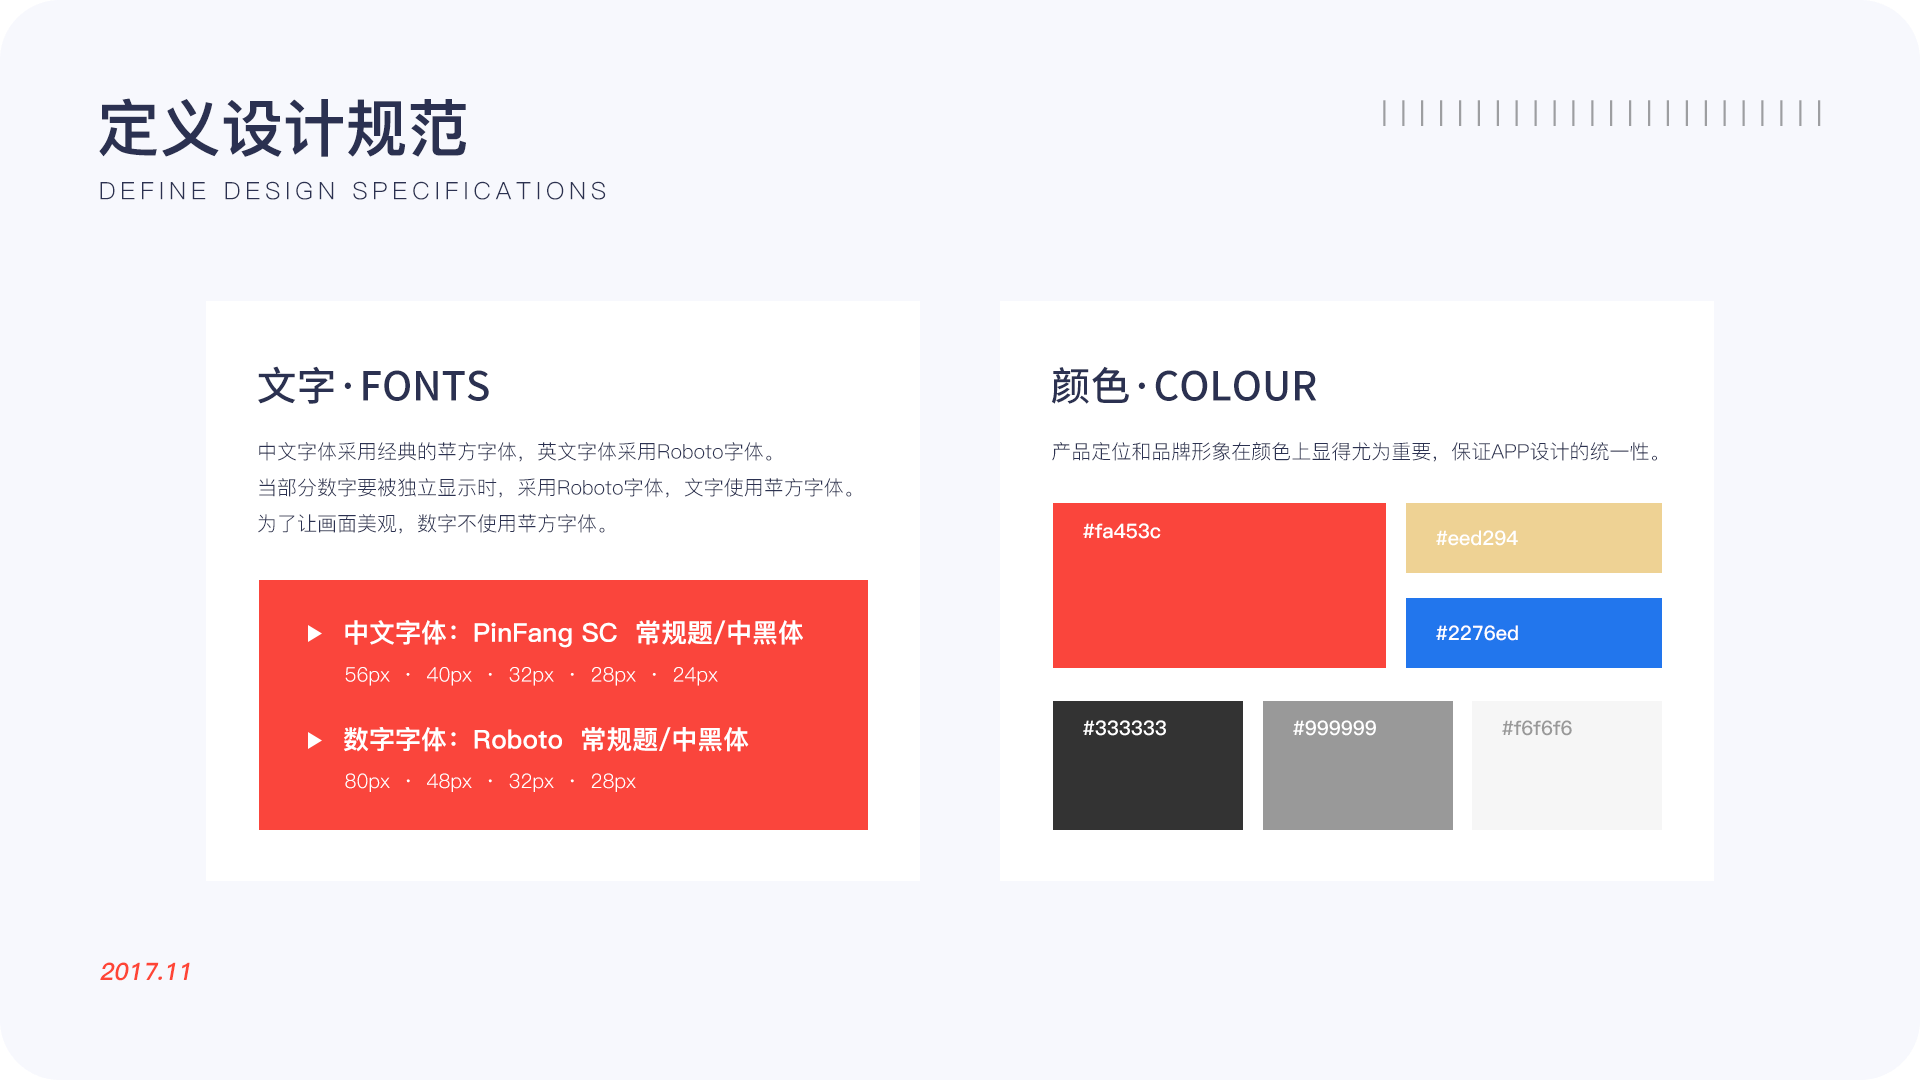 定义设计规范
DEFINE DESIGN SPECIFICATIONS
文字·FONTS
中文字体采用经典的苹方字体，英文字体采用Roboto字体。
当部分数字要被独立显示时，采用Roboto字体，文字使用苹方字体。
为了让画面美观，数字不使用苹方字体。
中文字体：PinFang SC 常规题/中黑体
56px · 40px · 32px · 28px · 24px
数字字体：Roboto 常规题/中黑体
80px · 48px · 32px · 28px
颜色·COLOUR
产品定位和品牌形象在颜色上显得尤为重要，保证APP设计的统一性。
#fa453c
#eed294
#2276ed
#333333
#999999
#f6f6f6
2017.11